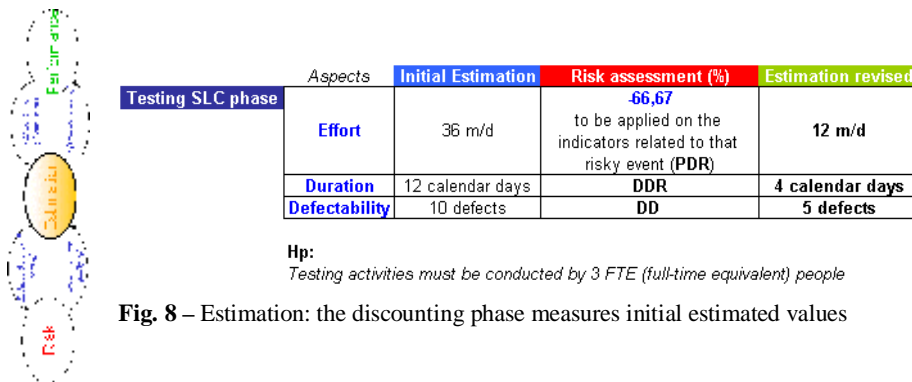 Aspects Initial Estimation Risk assessment (%) Estimation revised
Testing SLC phase
Effort 36 m/d -66,67 12 m/d
to be applied on the
indicators related to that
risky event (PDR)
Duration 12 calendar days DDR 4 calendar days
Defectability 10 defects DD 5 defects
Hp:
Testing activities must be conducted by 3 FTE (full-time equivalent) people
Fig. 8 – Estimation: the discounting phase measures initial estimated values
Risk